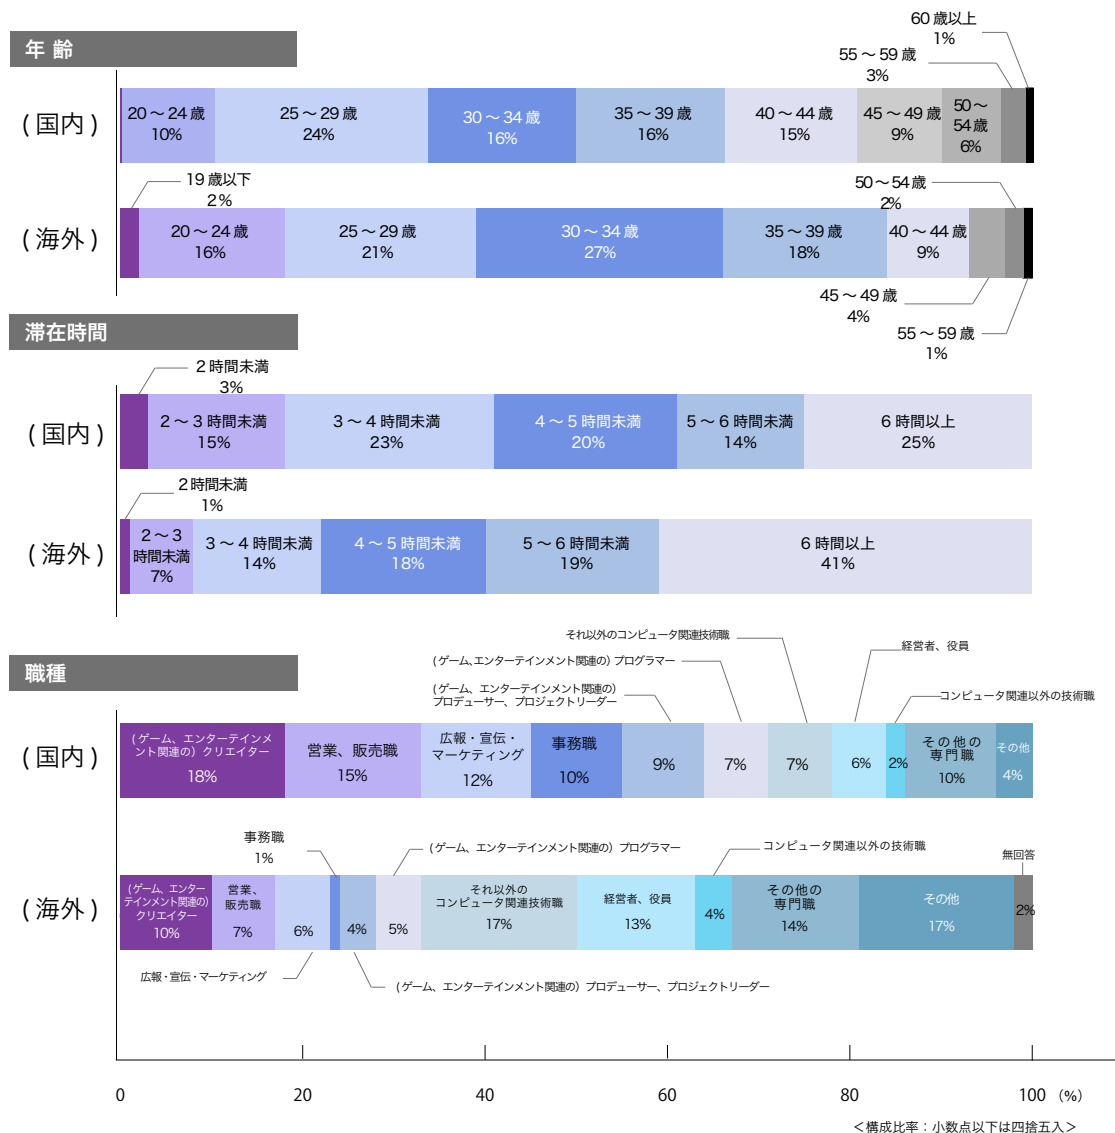 年 齢
60 歳以上
1%
55 ～ 59 歳
3%
( 国内 )
20 ～ 24 歳
10%
25 ～ 29 歳
24%
30 ～ 34 歳
16%
35 ～ 39 歳
16%
40 ～ 44 歳
15%
45 ～ 49 歳
9%
50 ～
54 歳
6%
19 歳以下
2%
50 ～ 54 歳
2%
( 海外 )
20 ～ 24 歳
16%
25 ～ 29 歳
21%
30 ～ 34 歳
27%
35 ～ 39 歳
18%
40 ～ 44 歳
9%
45 ～ 49 歳
4%
55 ～ 59 歳
1%
滞在時間
2 時間未満
3%
( 国内 )
2 ～ 3 時間未満
15%
3 ～ 4 時間未満
23%
4 ～ 5 時間未満
20%
5 ～ 6 時間未満
14%
6 時間以上
25%
2 時間未満
1%
( 海外 )
2 ～ 3
時間未満
7%
3 ～ 4 時間未満
14%
4 ～ 5 時間未満
18%
5 ～ 6 時間未満
19%
6 時間以上
41%
職種
それ以外のコンピュータ関連技術職
(ゲーム、エンターテインメント関連の) プログラマー
(ゲーム、エンターテインメント関連の)
プロデューサー、プロジェクトリーダー
経営者、役員
コンピュータ関連以外の技術職
( 国内 )
(ゲーム、エンターテインメ
ント関連の) クリエイター
18%
営業、販売職
15%
広報・宣伝・
マーケティング
12%
事務職
10%
9%
7%
7%
6%
2%
その他の
専門職
10%
その他
4%
事務職
1%
(ゲーム、エンターテインメント関連の) プログラマー
コンピュータ関連以外の技術職
無回答
( 海外 )
(ゲーム、エンター
テインメント関連の)
クリエイター
10%
営業、
販売職
7%
6%
4%
5%
それ以外の
コンピュータ関連技術職
17%
経営者、役員
13%
4%
その他の
専門職
14%
その他
17%
2%
広報・宣伝・マーケティング
(ゲーム、エンターテインメント関連の) プロデューサー、プロジェクトリーダー
0 20 40 60 80 100 (%)
＜構成比率：小数点以下は四捨五入＞